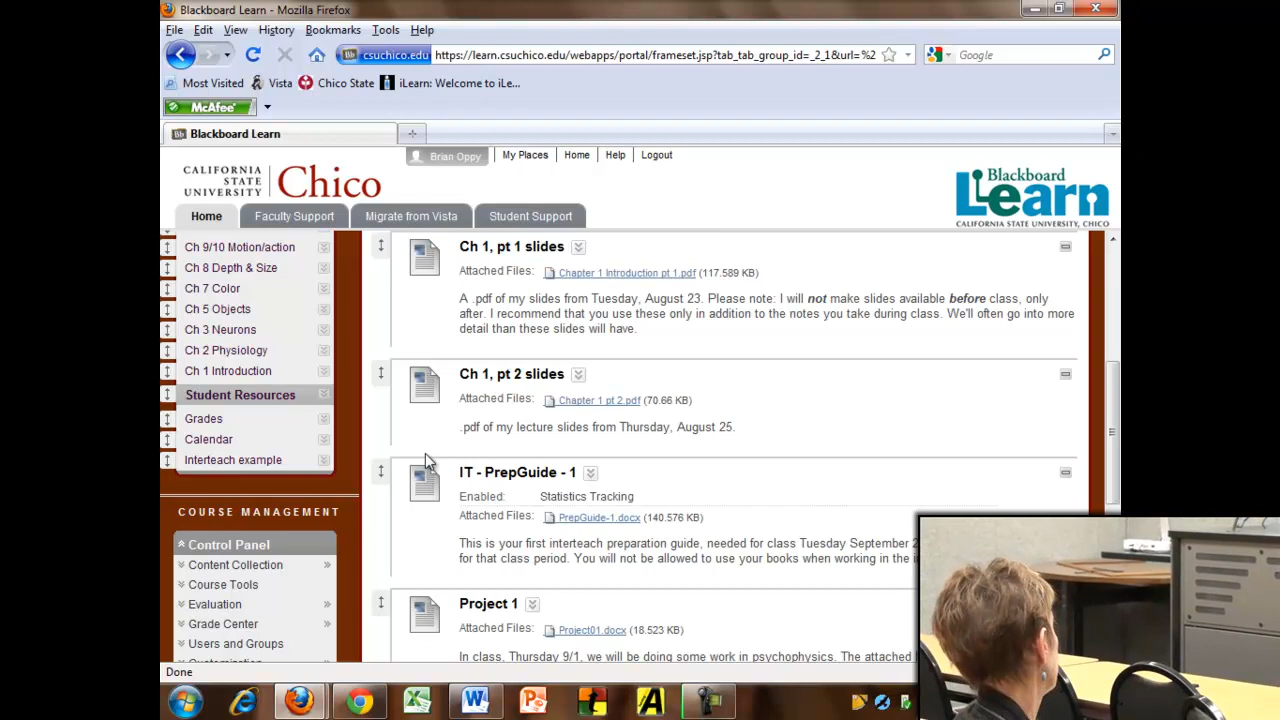 Blackboard Learn - Mozilla Firefox
File Edit View History Bookmarks Tools Help
csuchico.edu https://learn.csuchico.edu/webapps/portal/frameset.jsp?tab_tab_group_id=_2_1&url=%2 Google
Most Visited Vista Chico State iLearn: Welcome to iLe...
McAfee
Blackboard Learn
Brian Oppy My Places Home Help Logout
CALIFORNIA
STATE
UNIVERSITY
Chico
Blackboard
Learn
CALIFORNIA STATE UNIVERSITY, CHICO
Home Faculty Support Migrate from Vista Student Support
Ch 9/10 Motion/action
Ch 8 Depth & Size
Ch 7 Color
Ch 5 Objects
Ch 3 Neurons
Ch 2 Physiology
Ch 1 Introduction
Student Resources
Grades
Calendar
Interteach example
COURSE MANAGEMENT
Control Panel
Content Collection
Course Tools
Evaluation
Grade Center
Users and Groups
Ch 1, pt 1 slides
Attached Files: Chapter 1 Introduction pt 1.pdf (117.589 KB)
A .pdf of my slides from Tuesday, August 23. Please note: I will not make slides available before class, only
after. I recommend that you use these only in addition to the notes you take during class. We'll often go into more
detail than these slides will have.
Ch 1, pt 2 slides
Attached Files: Chapter 1 pt 2.pdf (70.66 KB)
.pdf of my lecture slides from Thursday, August 25.
IT - PrepGuide - 1
Enabled: Statistics Tracking
Attached Files: PrepGuide-1.docx (140.576 KB)
This is your first interteach preparation guide, needed for class Tuesday September 2
for that class period. You will not be allowed to use your books when working in the i
Project 1
Attached Files: Project01.docx (18.523 KB)
In class, Thursday 9/1, we will be doing some work in psychophysics. The attached
Done